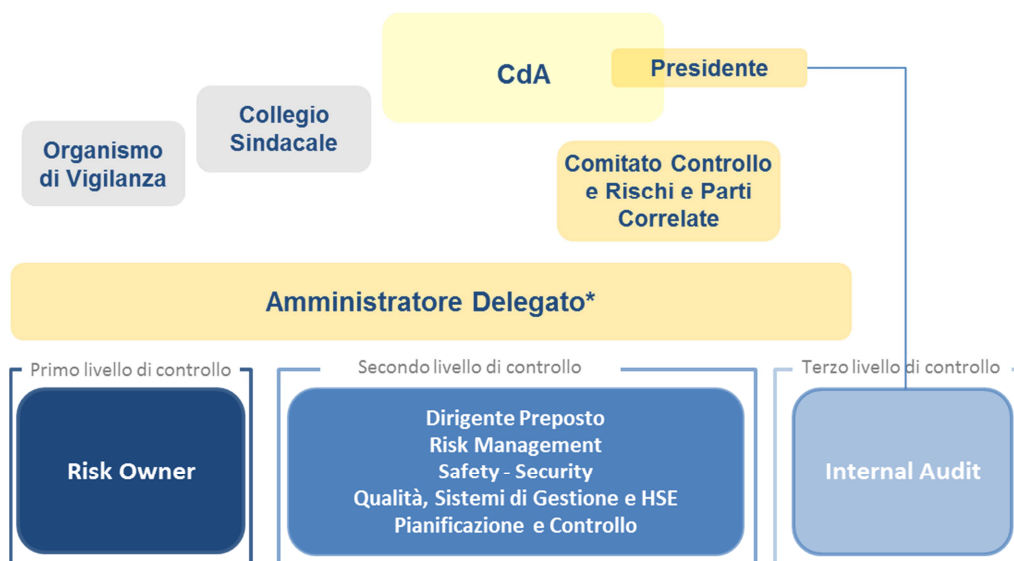 CdA
Presidente
Collegio
Sindacale
Organismo
di Vigilanza
Comitato Controllo
e Rischi e Parti
Correlate
Amministratore Delegato*
Primo livello di controllo
Secondo livello di controllo
Terzo livello di controllo
Risk Owner
Dirigente Preposto
Risk Management
Safety - Security
Qualità, Sistemi di Gestione e HSE
Pianificazione e Controllo
Internal Audit